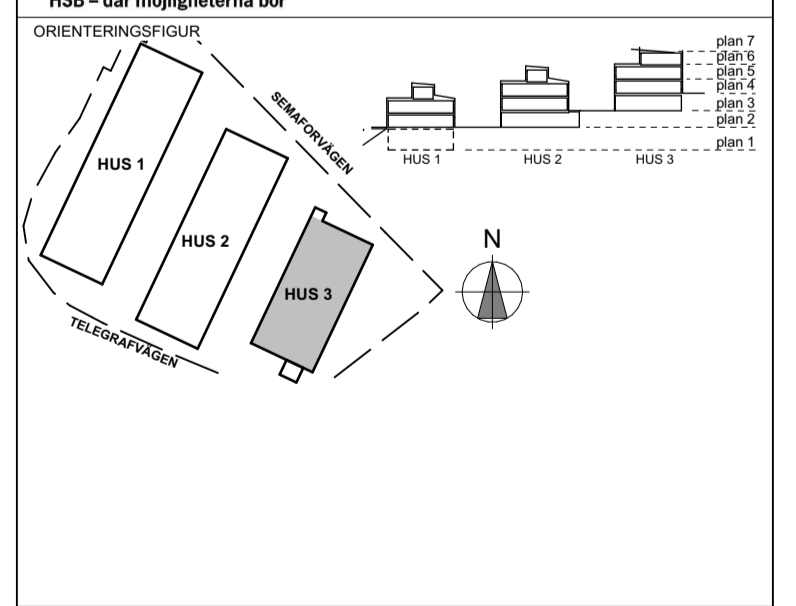 HSB – där möjligheterna bor
ORIENTERINGSFIGUR
SEMAFORVÄGEN
HUS 1
HUS 2
HUS 3
TELEGRAFVÄGEN
plan 7
plan 6
plan 5
plan 4
plan 3
plan 2
plan 1
HUS 1
HUS 2
HUS 3
N